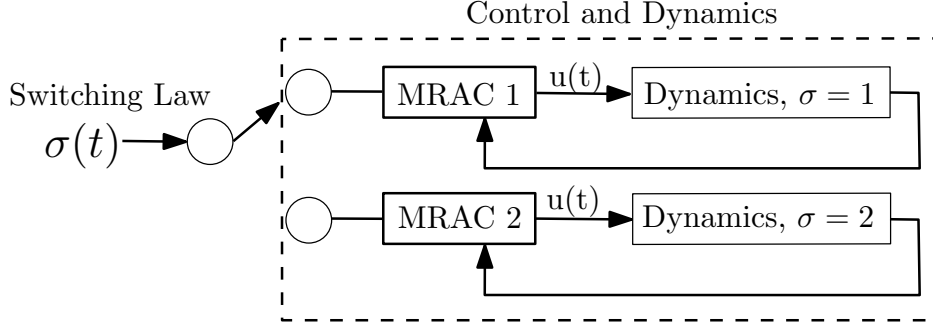 Control and Dynamics
Switching Law
σ(t)
MRAC 1
u(t)
Dynamics, σ = 1
MRAC 2
u(t)
Dynamics, σ = 2